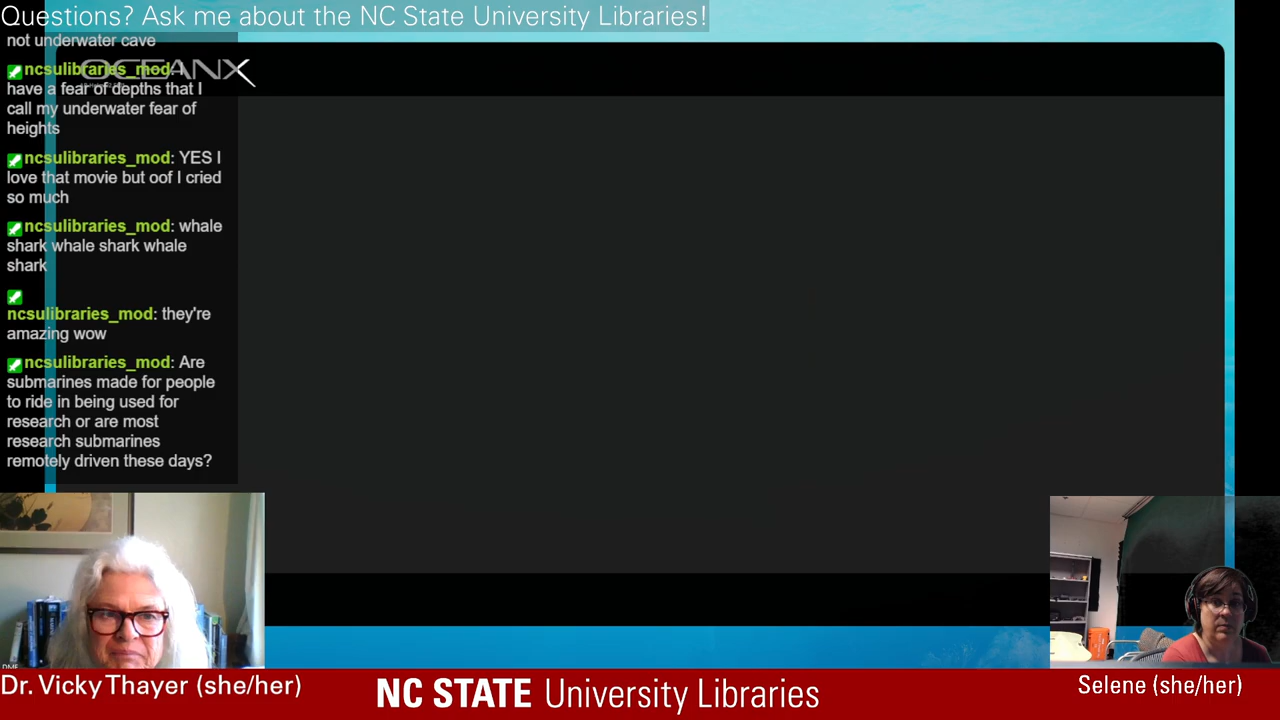 Questions? Ask me about the NC State University Libraries!
not underwater cave
OCEANX
ncsulibraries_mod: I
have a fear of depths that I
call my underwater fear of
heights
ncsulibraries_mod: YES I
love that movie but oof I cried
so much
ncsulibraries_mod: whale
shark whale shark whale
shark
ncsulibraries_mod: they're
amazing wow
ncsulibraries_mod: Are
submarines made for people
to ride in being used for
research or are most
research submarines
remotely driven these days?
Dr. Vicky Thayer (she/her)
NC STATE University Libraries
Selene (she/her)